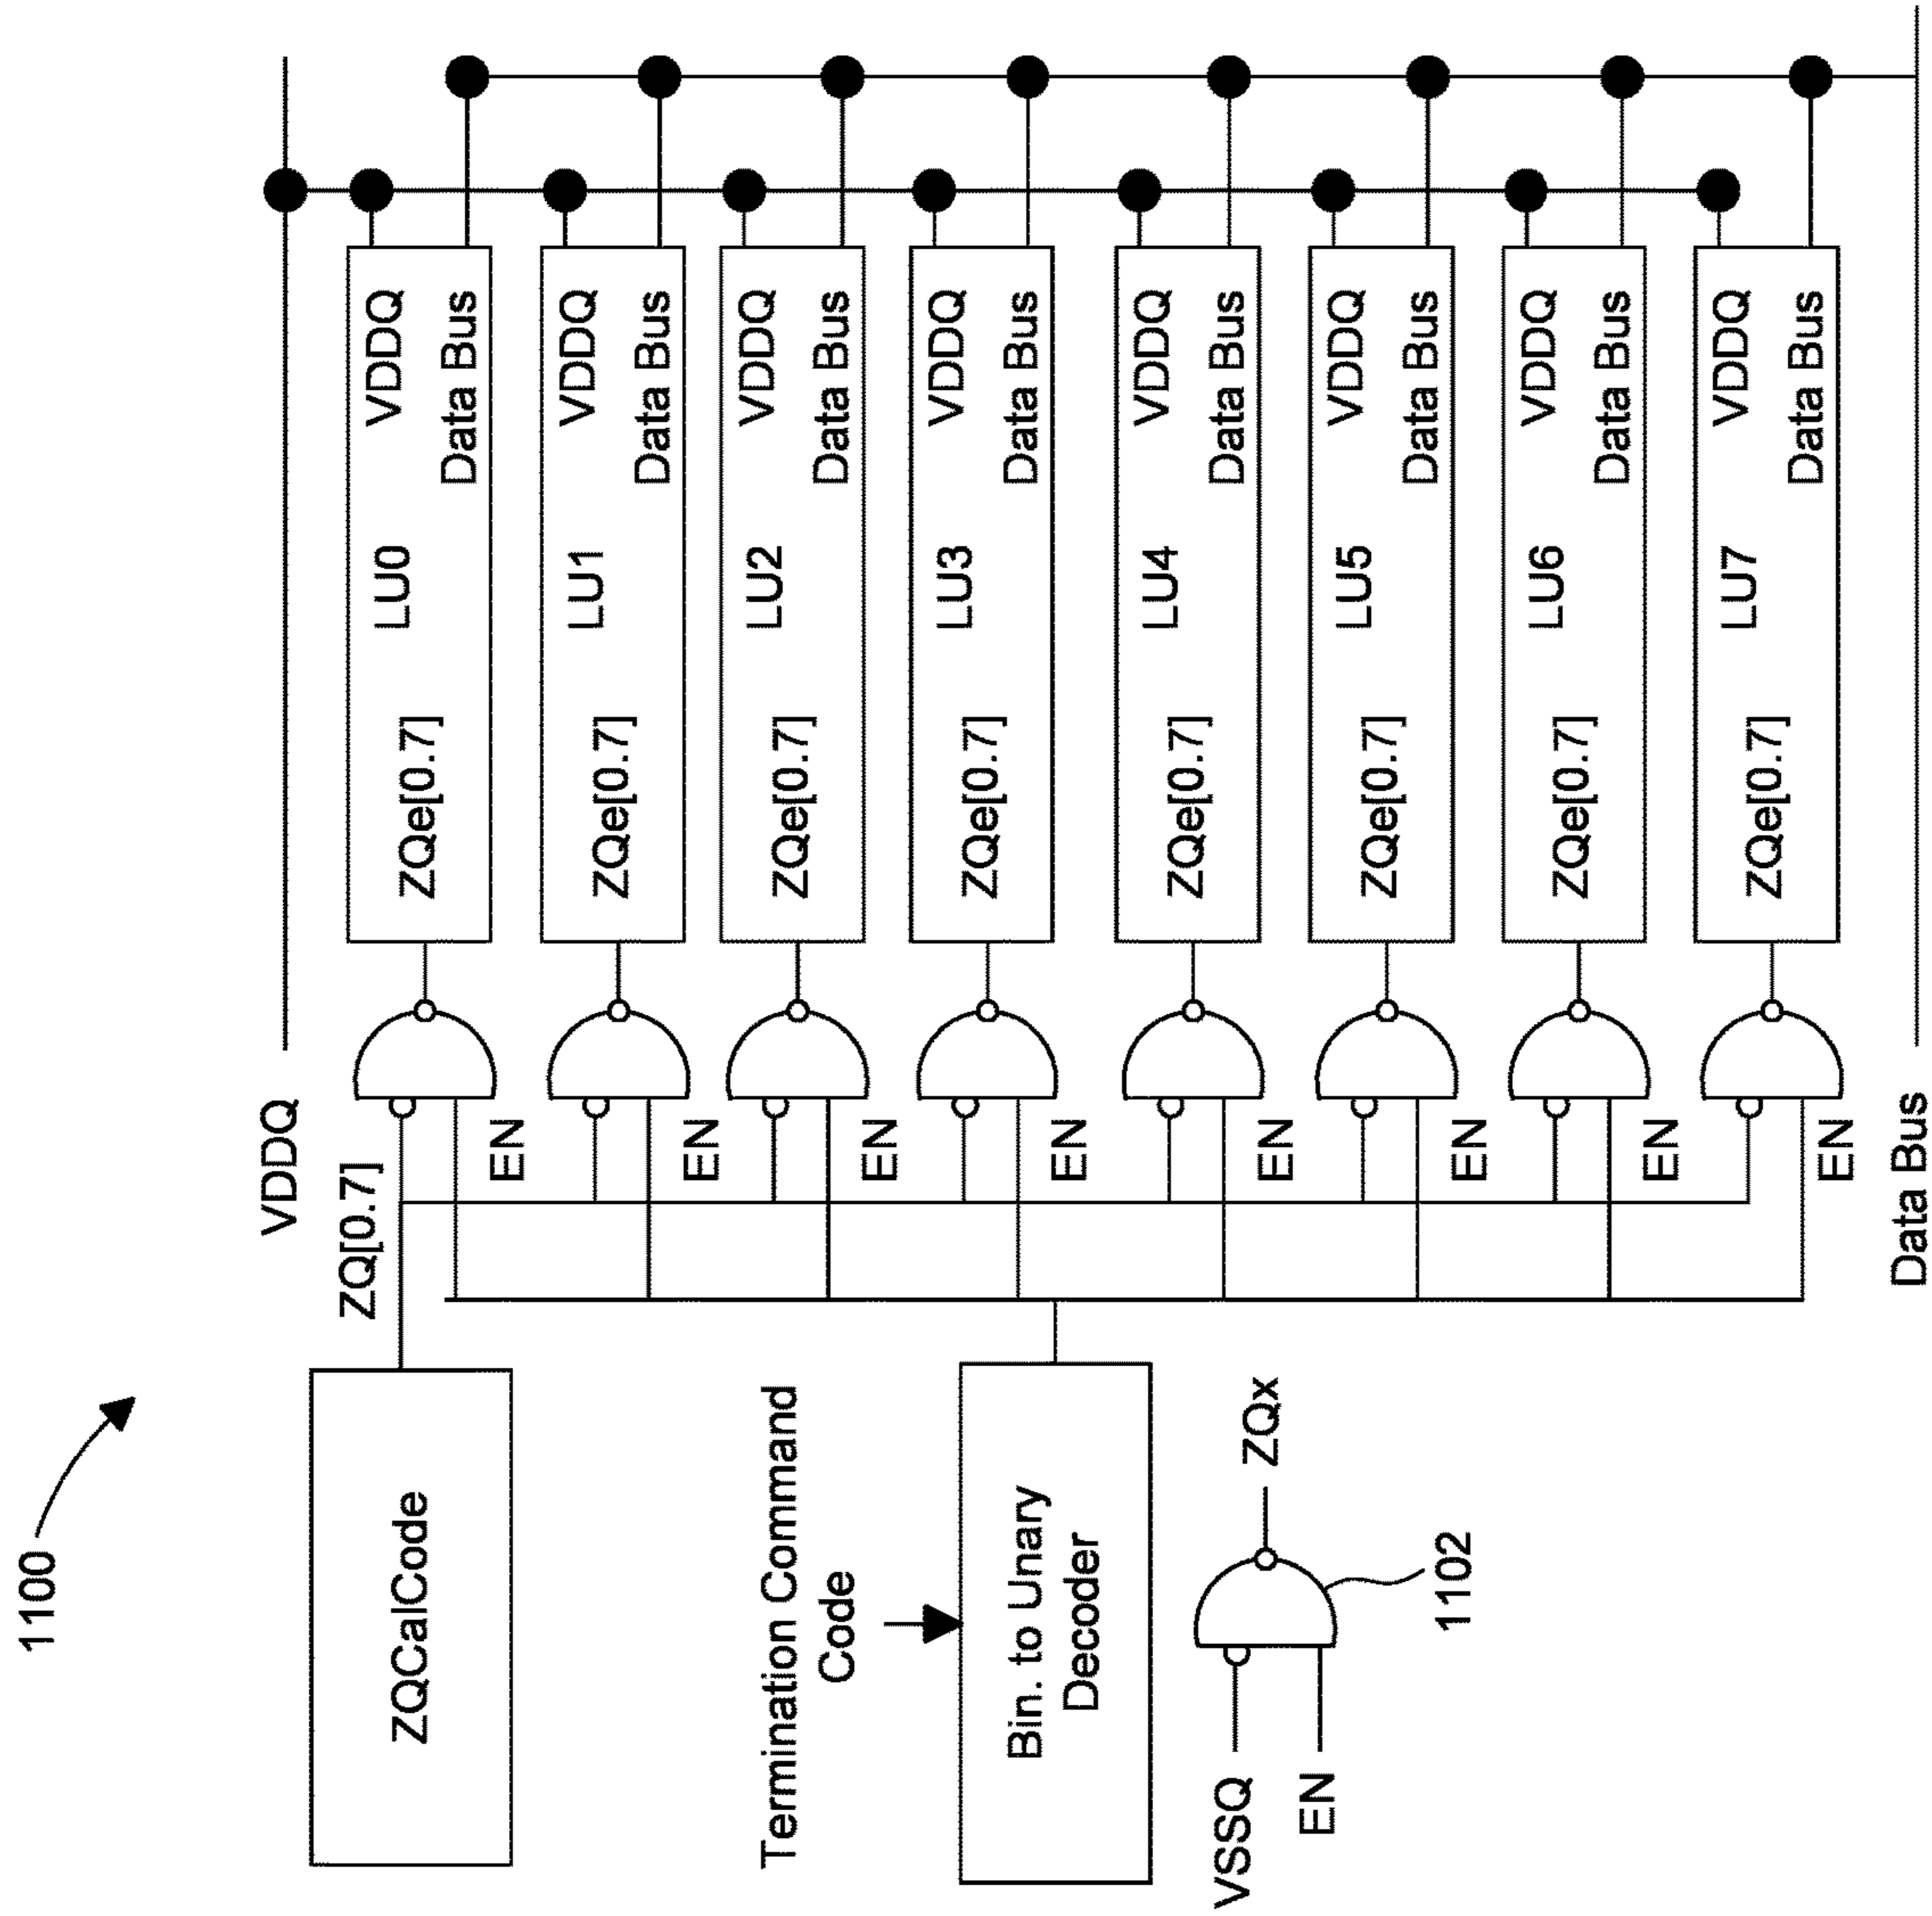 1100
ZQCalCode
Termination Command
Code
Bin. to Unary
Decoder
VSSQ
EN
ZQx
1102
VDDQ
ZQ[0.7]
EN
ZQe[0.7]
LU0
VDDQ
Data Bus
EN
ZQe[0.7]
LU1
VDDQ
Data Bus
EN
ZQe[0.7]
LU2
VDDQ
Data Bus
EN
ZQe[0.7]
LU3
VDDQ
Data Bus
EN
ZQe[0.7]
LU4
VDDQ
Data Bus
EN
ZQe[0.7]
LU5
VDDQ
Data Bus
EN
ZQe[0.7]
LU6
VDDQ
Data Bus
EN
ZQe[0.7]
LU7
VDDQ
Data Bus
Data Bus